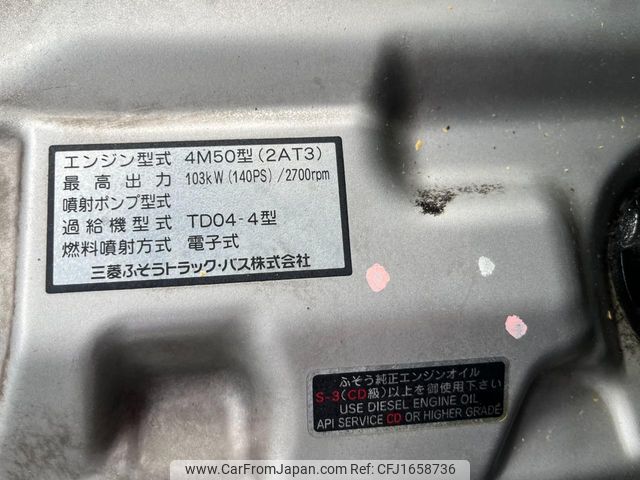 エンジン型式 4M50型(2AT3)
最高出力 103kW(140PS)/2700rpm
噴射ポンプ型式
過給機型式 TD04-4型
燃料噴射方式 電子式
三菱ふそうトラック・バス株式会社
ふそう純正エンジンオイル
S-3(CD級)以上を御使用下さい
USE DIESEL ENGINE OIL
API SERVICE CD OR HIGHER GRADE
www.CarFromJapan.com - CFJ1658736